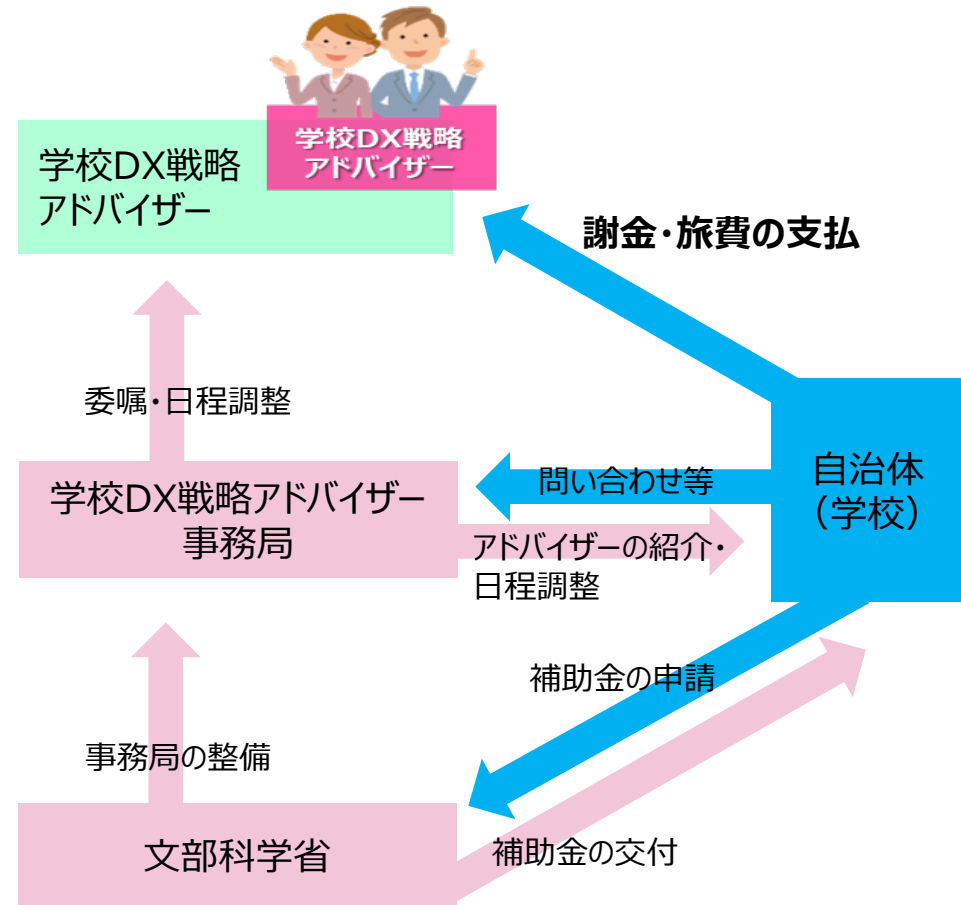 学校DX戦略
アドバイザー
学校DX戦略
アドバイザー
謝金・旅費の支払
委嘱・日程調整
学校DX戦略アドバイザー
事務局
問い合わせ等
アドバイザーの紹介・
日程調整
自治体
（学校）
補助金の申請
事務局の整備
文部科学省
補助金の交付